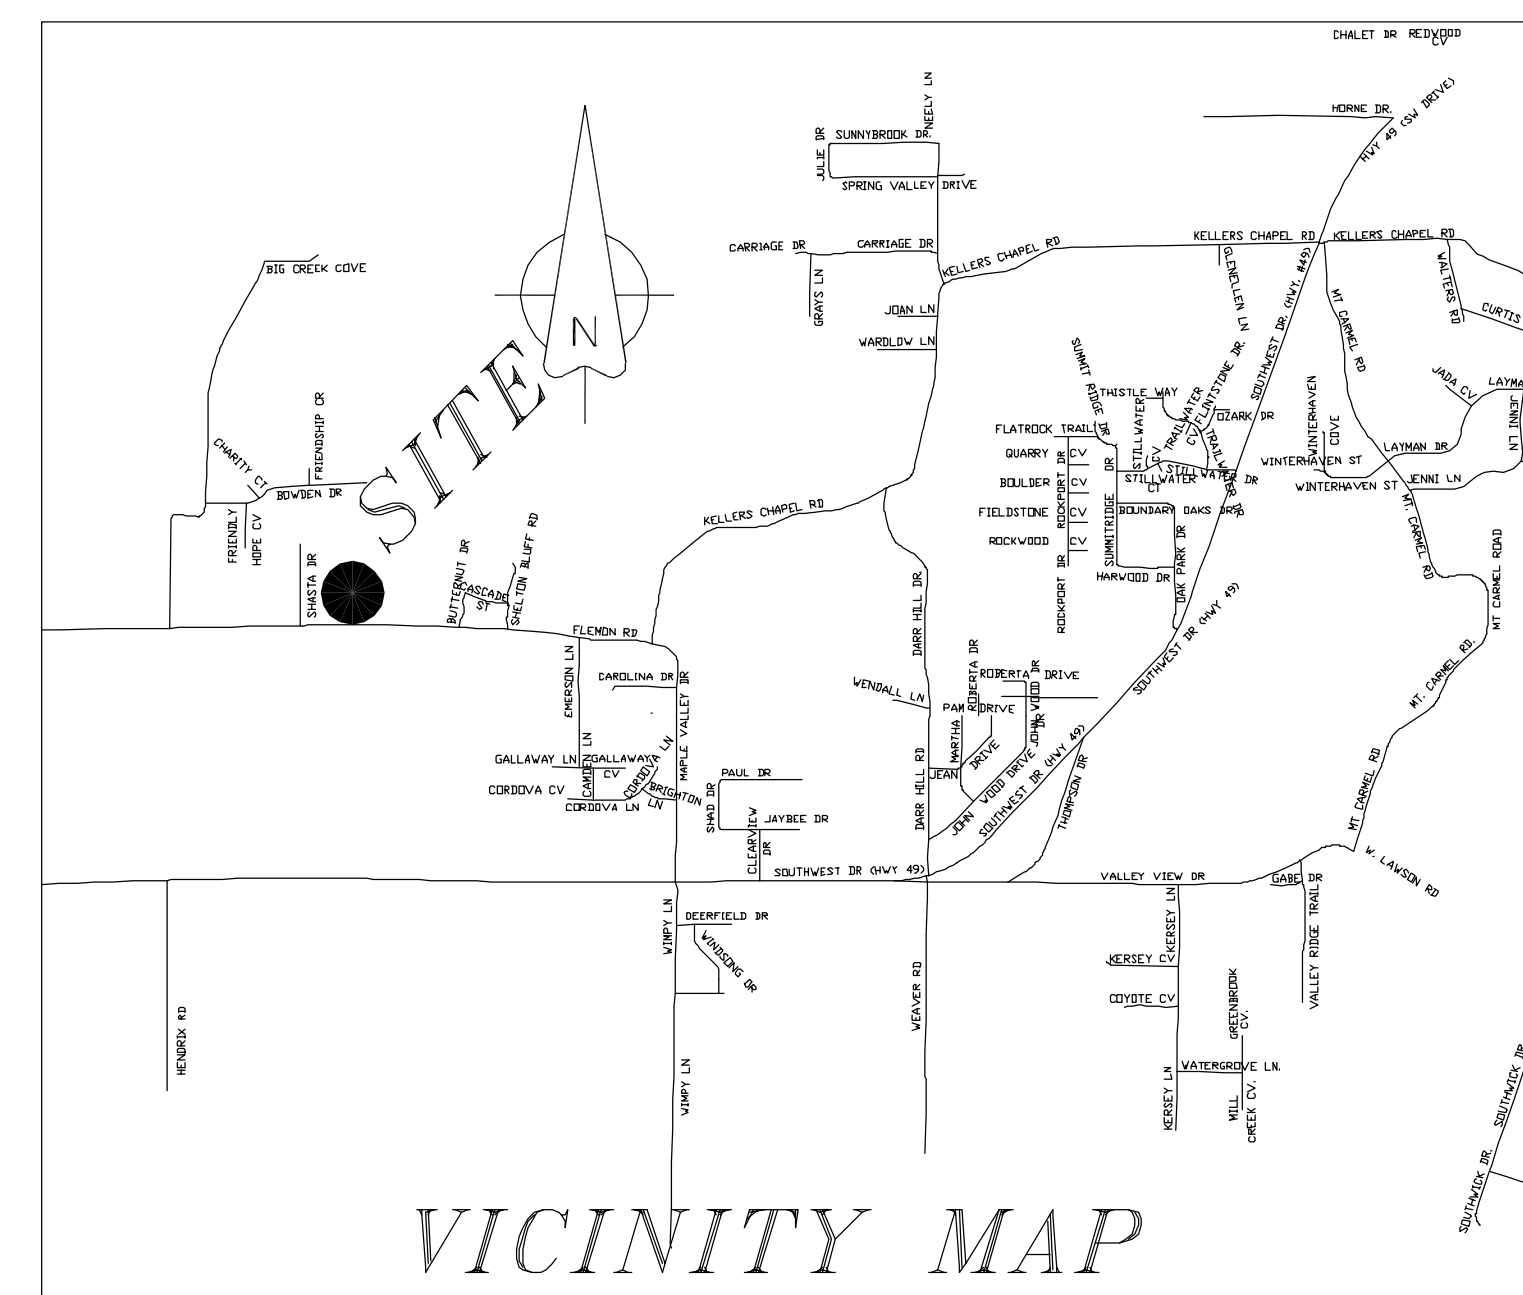 CHALET DR REDWOOD
CV
NEELY LN
HORNE DR.
HWY 49 (SW DRIVE)
SUNNYBROOK DR.
JULIE DR
SPRING VALLEY DRIVE
CARRIAGE DR
CARRIAGE DR
KELLERS CHAPEL RD
KELLERS CHAPEL RD
KELLERS CHAPEL RD
BIG CREEK COVE
GRAYS LN
GLENELLEN LN
SOUTHWEST DR. (HWY. #49)
WALTERS RD
CURTIS
JOAN LN
WARDLOW LN
N
MT CARMEL RD
SUMMIT RIDGE DR
THISTLE WAY
FLINTSTONE DR.
JADA CV
LAYMA
JENNI LN
SITE
FRIENDSHIP CR
CHARITY CT
BOWDEN DR
STILLWATER
CV
TRAILWATER
CV
OZARK DR
WINTERHAVEN
COVE
FLATROCK TRAIL
QUARRY CV
TRAILWATER DR
STILLWATER DR
STILLWATER
CT
WINTERHAVEN ST
WINTERHAVEN ST
LAYMAN DR
JENNI LN
BOULDER CV
ROCKPORT DR
SUMMITRIDGE DR
FIELDSTONE CV
BOUNDARY OAKS DR.
ROCKWOOD CV
KELLERS CHAPEL RD
FRIENDLY
HOPE CV
SHASTA DR
BUTTERNUT DR
CASCADE
ST
SHELTON BLUFF RD
MT. CARMEL RD
MT CARMEL ROAD
HARWOOD DR
OAK PARK DR
ROCKPORT DR
DARR HILL DR
FLEMON RD
SOUTHWEST DR (HWY 49)
MT. CARMEL RD.
EMERSON LN
CAROLINA DR
MAPLE VALLEY DR
WENDALL LN
ROBERTA DR
ROBERTA DRIVE
JOHN WOOD DR
DR
PAM DRIVE
MARTHA
DRIVE
JEAN
JOHN WOOD DRIVE
SOUTHWEST DR (HWY 49)
THOMPSON DR
MT CARMEL RD
GALLAWAY LN
GALLAWAY
CV
CAMDEN LN
CORDOVA LN
CORDOVA CV
CORDOVA LN
BRIGHTON
LN
PAUL DR
SHAD DR
JAYBEE DR
CLEARVIEW
DR
DARR HILL RD
SOUTHWEST DR (HWY 49)
VALLEY VIEW DR
GABE DR
W. LAWSON RD
VALLEY RIDGE TRAIL
WIMPY LN
DEERFIELD DR
WINDSONG DR
KERSEY LN
KERSEY CV
WEAVER RD
COYOTE CV
GREENBROOK
CV.
HENDRIX RD
WIMPY LN
KERSEY LN
WATERGROVE LN.
MILL
CREEK CV.
SOUTHWICK DR
SOUTHWICK DR.
VICINITY MAP